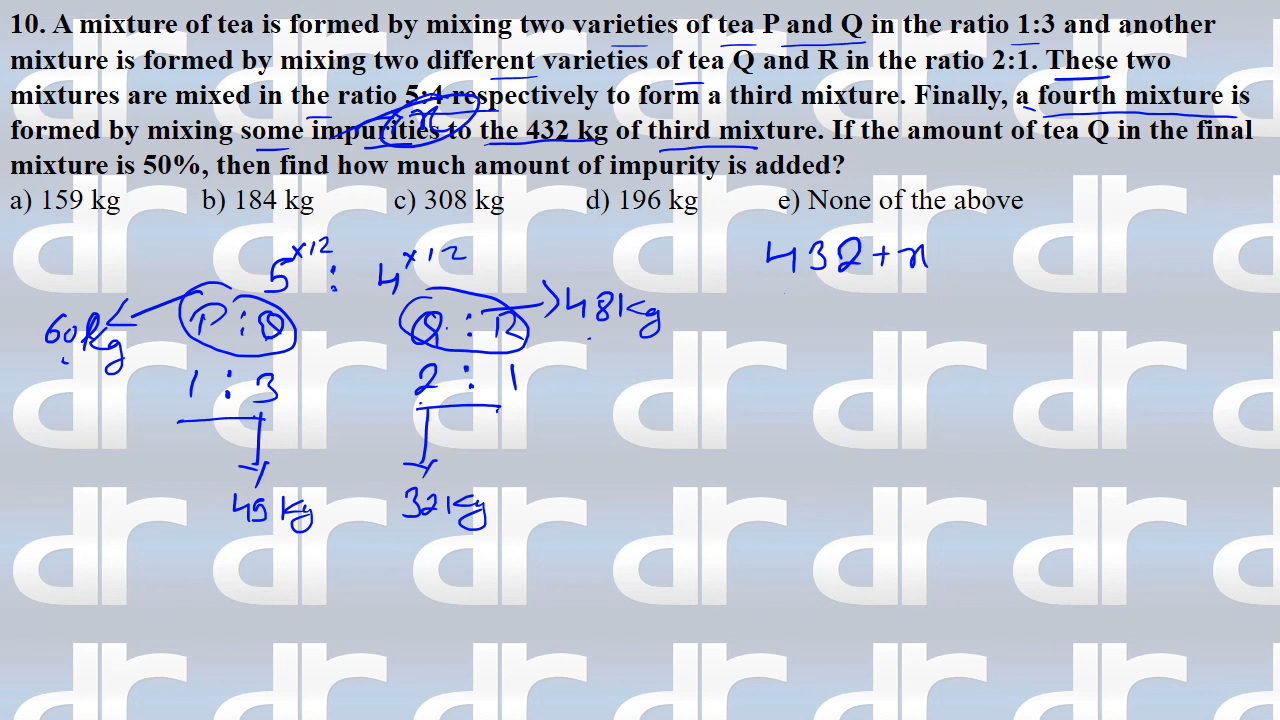 10. A mixture of tea is formed by mixing two varieties of tea P and Q in the ratio 1:3 and another
mixture is formed by mixing two different varieties of tea Q and R in the ratio 2:1. These two
mixtures are mixed in the ratio 5:4 respectively to form a third mixture. Finally, a fourth mixture is
formed by mixing some impurities to the 432 kg of third mixture. If the amount of tea Q in the final
mixture is 50%, then find how much amount of impurity is added?
a) 159 kg b) 184 kg c) 308 kg d) 196 kg e) None of the above
5 ×12 : 4 ×12 432 + x
60kg P : Q Q : R 48kg
1 : 3 2 : 1
45 kg 32 kg